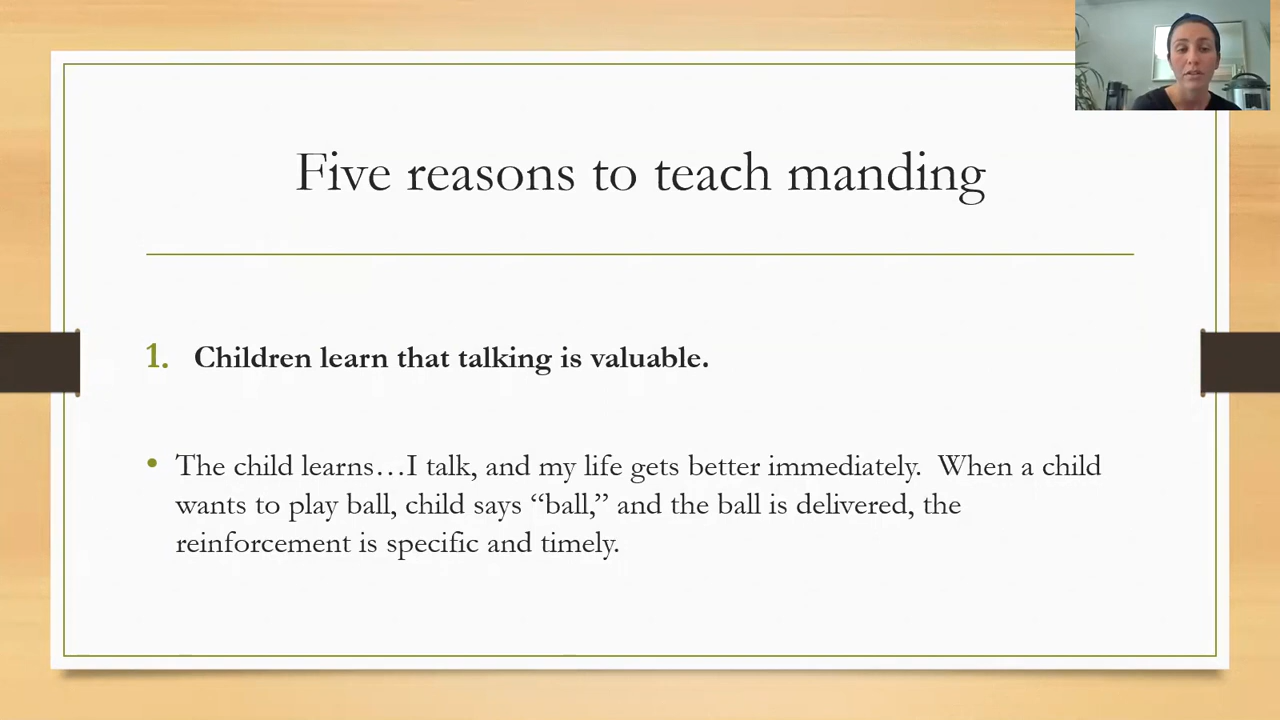 Five reasons to teach manding
1. Children learn that talking is valuable.
• The child learns…I talk, and my life gets better immediately.  When a child
wants to play ball, child says “ball,” and the ball is delivered, the
reinforcement is specific and timely.